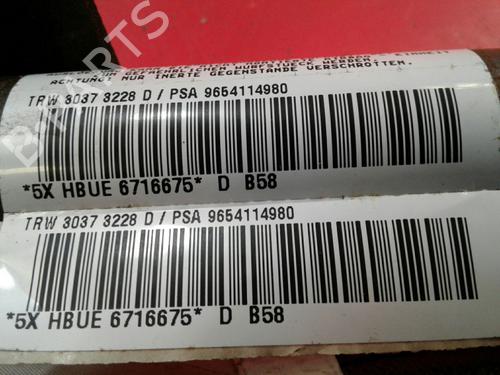 ACHTUNG! NUR INERTE GEGENSTANDE VERSCHROTTEN.
TRW 3037 3228 D / PSA 9654114980
*5X HBUE 6716675* D B58
TRW 3037 3228 D / PSA 9654114980
*5X HBUE 6716675* D B58